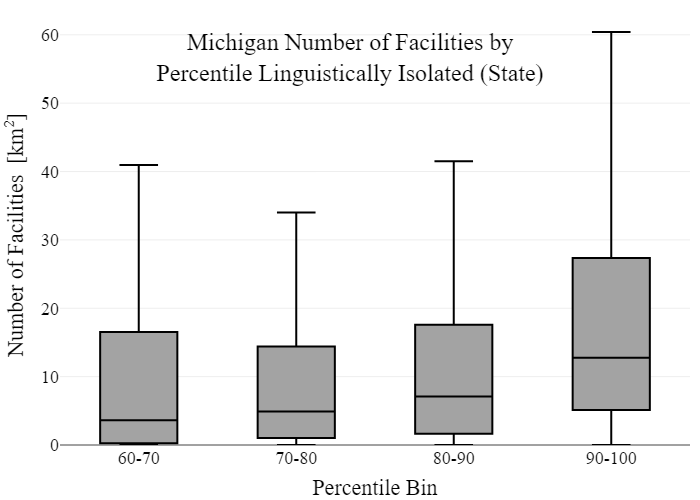 Michigan Number of Facilities by
Percentile Linguistically Isolated (State)
Number of Facilities [km²]
60
50
40
30
20
10
0
60-70 70-80 80-90 90-100
Percentile Bin